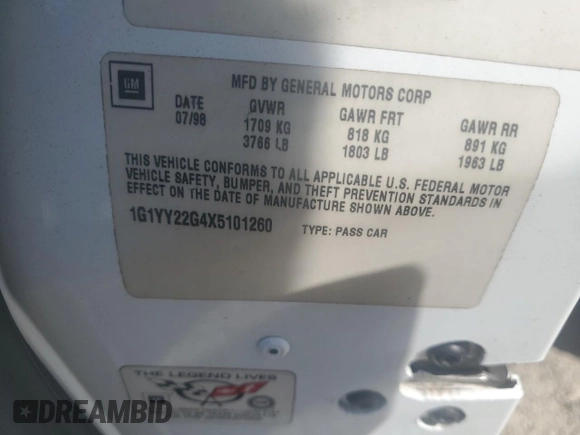 GM
MFD BY GENERAL MOTORS CORP
DATE GVWR GAWR FRT GAWR RR
07/98 1709 KG 818 KG 891 KG
3766 LB 1803 LB 1963 LB
THIS VEHICLE CONFORMS TO ALL APPLICABLE U.S. FEDERAL MOTOR
VEHICLE SAFETY, BUMPER, AND THEFT PREVENTION STANDARDS IN
EFFECT ON THE DATE OF MANUFACTURE SHOWN ABOVE.
1G1YY22G4X5101260 TYPE: PASS CAR
THE LEGEND LIVES
DREAMBID